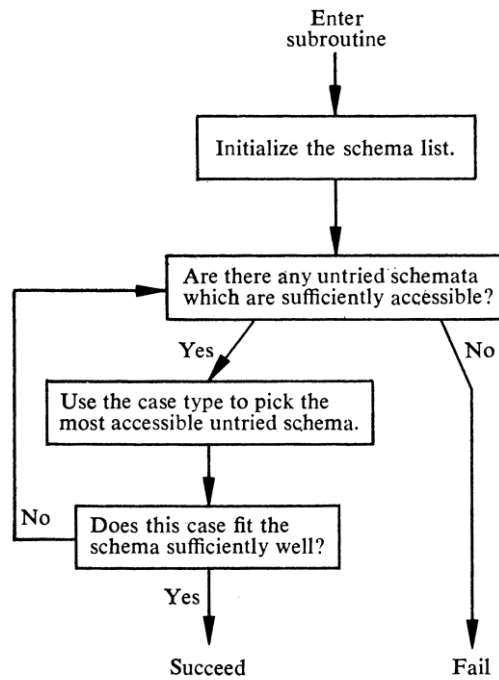 Enter
subroutine
Initialize the schema list.
Are there any untried schemata
which are sufficiently accessible?
Yes
No
Use the case type to pick the
most accessible untried schema.
No
Does this case fit the
schema sufficiently well?
Yes
Succeed
Fail